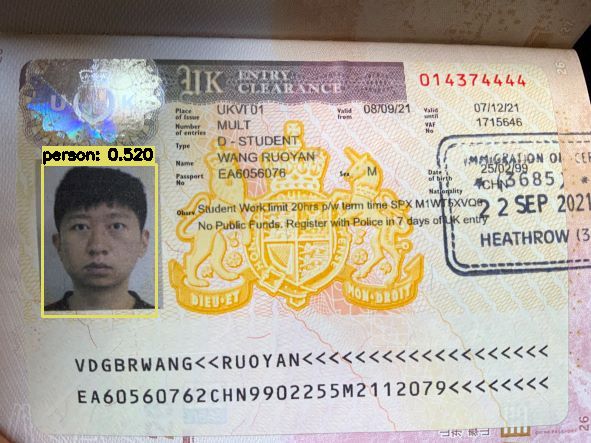 UK ENTRY CLEARANCE
014374444
UK
Place of Issue UKVI 01 Valid from 08/09/21 Valid until 07/12/21
Number of entries MULT VAF No 1715646
Type D - STUDENT
Name WANG RUOYAN
Passport No EA6056076 Sex M Date of birth 25/02/99
Nationality CHN
Observ Student Work limit 20hrs p/w term time SPX
No Public Funds. Register with Police in 7 days of UK entry
person: 0.520
IMMIGRATION OFFICER
* 3685) *
22 SEP 2021
HEATHROW (3
DIEU·ET MON·DROIT
VDGBRWANG<<RUOYAN<<<<<<<<<<<<<<<<<<<
EA60560762CHN9902255M2112079<<<<<<<<
26
26